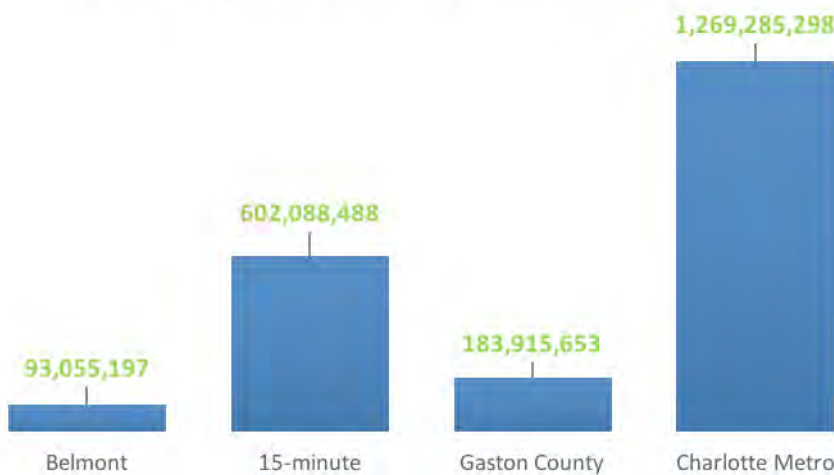 1,269,285,298
602,088,488
183,915,653
93,055,197
Belmont
15-minute
Gaston County
Charlotte Metro